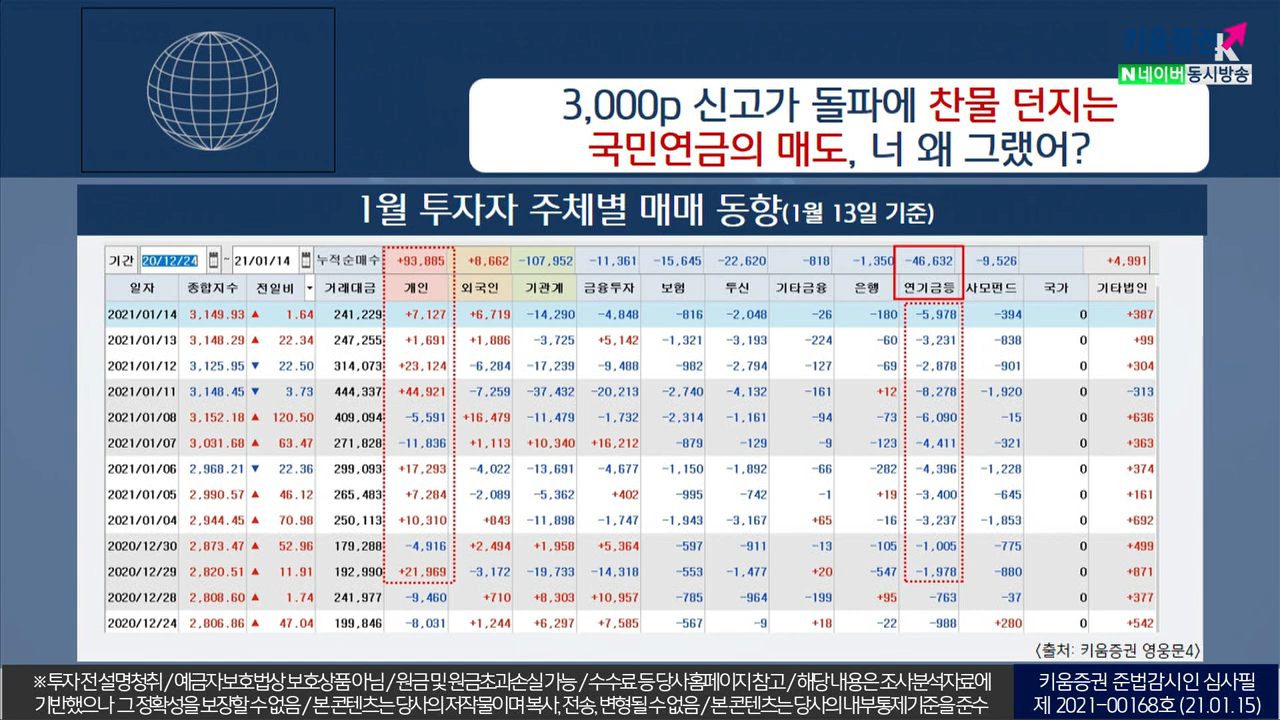 키움증권
N 네이버 동시방송
3,000p 신고가 돌파에 찬물 던지는
국민연금의 매도, 너 왜 그랬어?
1월 투자자 주체별 매매 동향(1월 13일 기준)
기간 20/12/24 ~ 21/01/14 누적순매수 +93,885 +8,662 -107,952 -11,361 -15,645 -22,620 -818 -1,350 -46,632 -9,526 +4,991
일자 종합지수 전일비 거래대금 개인 외국인 기관계 금융투자 보험 투신 기타금융 은행 연기금등 사모펀드 국가 기타법인
2021/01/14 3,149.93 ▲ 1.64 241,229 +7,127 +6,719 -14,290 -4,848 -816 -2,048 -26 -180 -5,978 -394 0 +387
2021/01/13 3,148.29 ▲ 22.34 247,255 +1,691 +1,886 -3,725 +5,142 -1,321 -3,193 -224 -60 -3,231 -838 0 +99
2021/01/12 3,125.95 ▼ 22.50 314,073 +23,124 -6,284 -17,239 -9,488 -982 -2,794 -127 -69 -2,878 -901 0 +304
2021/01/11 3,148.45 ▼ 3.73 444,337 +44,921 -7,259 -37,432 -20,213 -2,740 -4,132 -161 +12 -8,278 -1,920 0 -313
2021/01/08 3,152.18 ▲ 120.50 409,094 -5,591 +16,479 -11,479 -1,732 -2,314 -1,161 -94 -73 -6,090 -15 0 +636
2021/01/07 3,031.68 ▲ 63.47 271,828 -11,836 +1,113 +10,340 +16,212 -879 -129 -9 -123 -4,411 -321 0 +363
2021/01/06 2,968.21 ▼ 22.36 299,093 +17,293 -4,022 -13,691 -4,677 -1,150 -1,892 -66 -282 -4,396 -1,228 0 +374
2021/01/05 2,990.57 ▲ 46.12 265,483 +7,284 -2,089 -5,362 +402 -995 -742 -1 +19 -3,400 -645 0 +161
2021/01/04 2,944.45 ▲ 70.98 250,113 +10,310 +843 -11,898 -1,747 -1,943 -3,167 +65 -16 -3,237 -1,853 0 +692
2020/12/30 2,873.47 ▲ 52.96 179,288 -4,916 +2,494 +1,958 +5,364 -597 -911 -13 -105 -1,005 -775 0 +499
2020/12/29 2,820.51 ▲ 11.91 192,990 +21,969 -3,172 -19,733 -14,318 -553 -1,477 +20 -547 -1,978 -880 0 +871
2020/12/28 2,808.60 ▲ 1.74 241,977 -9,460 +710 +8,303 +10,957 -785 -964 -199 +95 -763 -37 0 +377
2020/12/24 2,806.86 ▲ 47.04 199,846 -8,031 +1,244 +6,297 +7,585 -567 -9 +18 -22 -988 +280 0 +542
〈출처: 키움증권 영웅문4〉
※ 투자 전 설명청취 / 예금자보호법상 보호상품 아님 / 원금 및 원금초과손실 가능 / 수수료 등 당사홈페이지 참고 / 해당 내용은 조사분석자료에
기반했으나 그 정확성을 보장할 수 없음 / 본 콘텐츠는 당사의 저작물이며 복사, 전송, 변형될 수 없음 / 본 콘텐츠는 당사의 내부통제기준을 준수
키움증권 준법감시인 심사필
제 2021-00168호 (21.01.15)